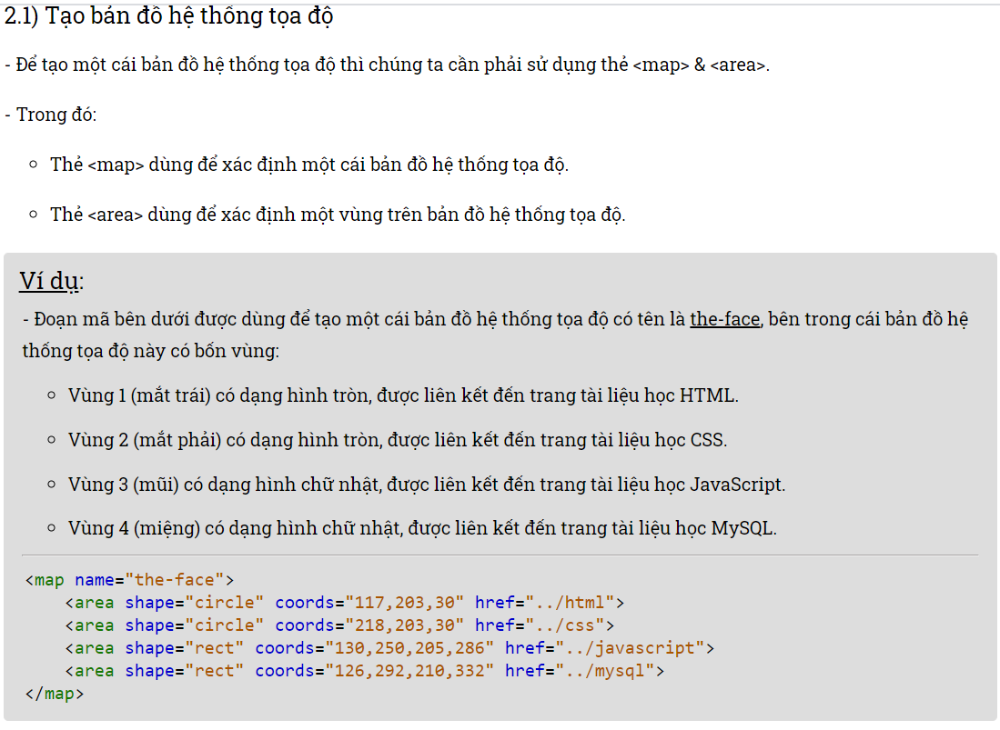 2.1) Tạo bản đồ hệ thống tọa độ
- Để tạo một cái bản đồ hệ thống tọa độ thì chúng ta cần phải sử dụng thẻ <map> & <area>.
- Trong đó:
Thẻ <map> dùng để xác định một cái bản đồ hệ thống tọa độ.
Thẻ <area> dùng để xác định một vùng trên bản đồ hệ thống tọa độ.
Ví dụ:
- Đoạn mã bên dưới được dùng để tạo một cái bản đồ hệ thống tọa độ có tên là the-face, bên trong cái bản đồ hệ
thống tọa độ này có bốn vùng:
Vùng 1 (mắt trái) có dạng hình tròn, được liên kết đến trang tài liệu học HTML.
Vùng 2 (mắt phải) có dạng hình tròn, được liên kết đến trang tài liệu học CSS.
Vùng 3 (mũi) có dạng hình chữ nhật, được liên kết đến trang tài liệu học JavaScript.
Vùng 4 (miệng) có dạng hình chữ nhật, được liên kết đến trang tài liệu học MySQL.
<map name="the-face">
<area shape="circle" coords="117,203,30" href="../html">
<area shape="circle" coords="218,203,30" href="../css">
<area shape="rect" coords="130,250,205,286" href="../javascript">
<area shape="rect" coords="126,292,210,332" href="../mysql">
</map>